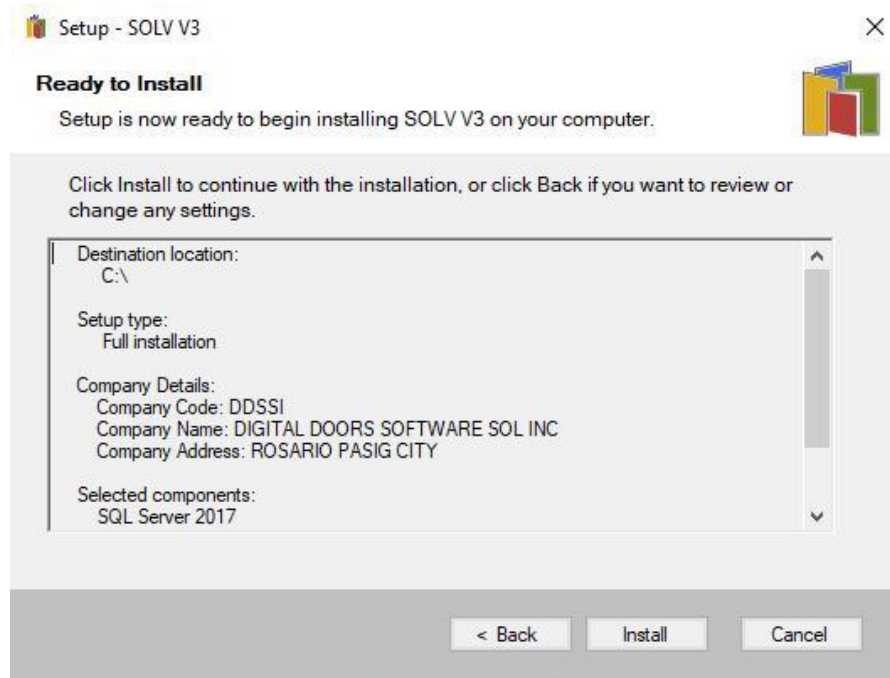 Setup - SOLV V3
Ready to Install
Setup is now ready to begin installing SOLV V3 on your computer.
Click Install to continue with the installation, or click Back if you want to review or
change any settings.
Destination location:
C:\
Setup type:
Full installation
Company Details:
Company Code: DDSSI
Company Name: DIGITAL DOORS SOFTWARE SOL INC
Company Address: ROSARIO PASIG CITY
Selected components:
SQL Server 2017
< Back Install Cancel